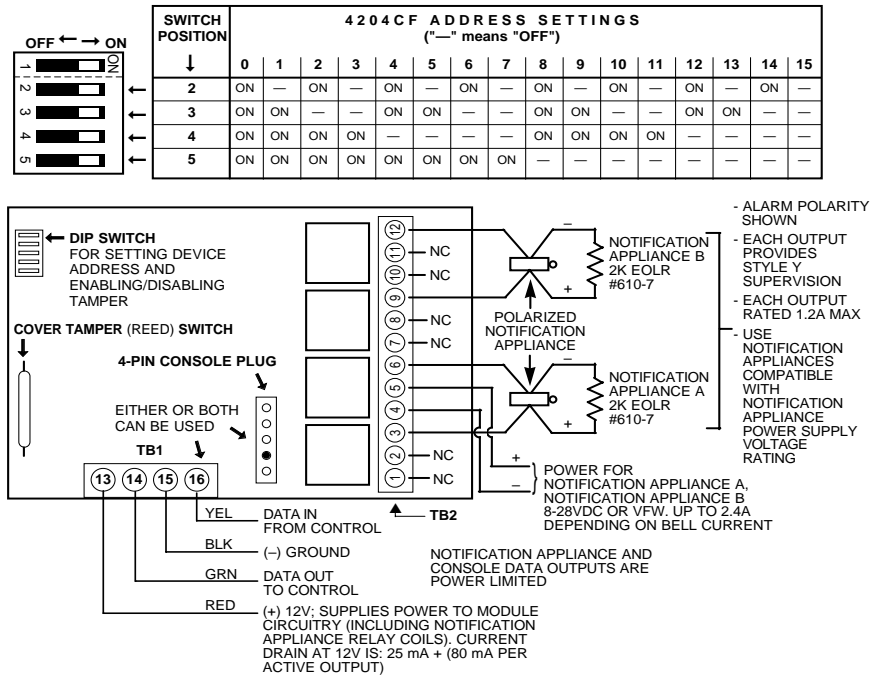 SWITCH POSITION ↓
4204CF ADDRESS SETTINGS
("—" means "OFF")
OFF ← → ON
ON
1
2
3
4
5
0 1 2 3 4 5 6 7 8 9 10 11 12 13 14 15
2 ON — ON — ON — ON — ON — ON — ON — ON —
3 ON ON — — ON ON — — ON ON — — ON ON — —
4 ON ON ON ON — — — — ON ON ON ON — — — —
5 ON ON ON ON ON ON ON ON — — — — — — — —
DIP SWITCH
FOR SETTING DEVICE
ADDRESS AND
ENABLING/DISABLING
TAMPER
COVER TAMPER (REED) SWITCH
4-PIN CONSOLE PLUG
EITHER OR BOTH
CAN BE USED
TB1
13 14 15 16
12
11 NC
10 NC
9
8 NC
7 NC
6
5
4
3
2 NC
1 NC
TB2
–
+
NOTIFICATION
APPLIANCE B
2K EOLR
#610-7
POLARIZED
NOTIFICATION
APPLIANCE
–
+
NOTIFICATION
APPLIANCE A
2K EOLR
#610-7
+
–
POWER FOR
NOTIFICATION APPLIANCE A,
NOTIFICATION APPLIANCE B
8-28VDC OR VFW. UP TO 2.4A
DEPENDING ON BELL CURRENT
- ALARM POLARITY
SHOWN
- EACH OUTPUT
PROVIDES
STYLE Y
SUPERVISION
- EACH OUTPUT
RATED 1.2A MAX
- USE
NOTIFICATION
APPLIANCES
COMPATIBLE
WITH
NOTIFICATION
APPLIANCE
POWER SUPPLY
VOLTAGE
RATING
YEL DATA IN
FROM CONTROL
BLK (–) GROUND
GRN DATA OUT
TO CONTROL
RED (+) 12V; SUPPLIES POWER TO MODULE
CIRCUITRY (INCLUDING NOTIFICATION
APPLIANCE RELAY COILS). CURRENT
DRAIN AT 12V IS: 25 mA + (80 mA PER
ACTIVE OUTPUT)
NOTIFICATION APPLIANCE AND
CONSOLE DATA OUTPUTS ARE
POWER LIMITED